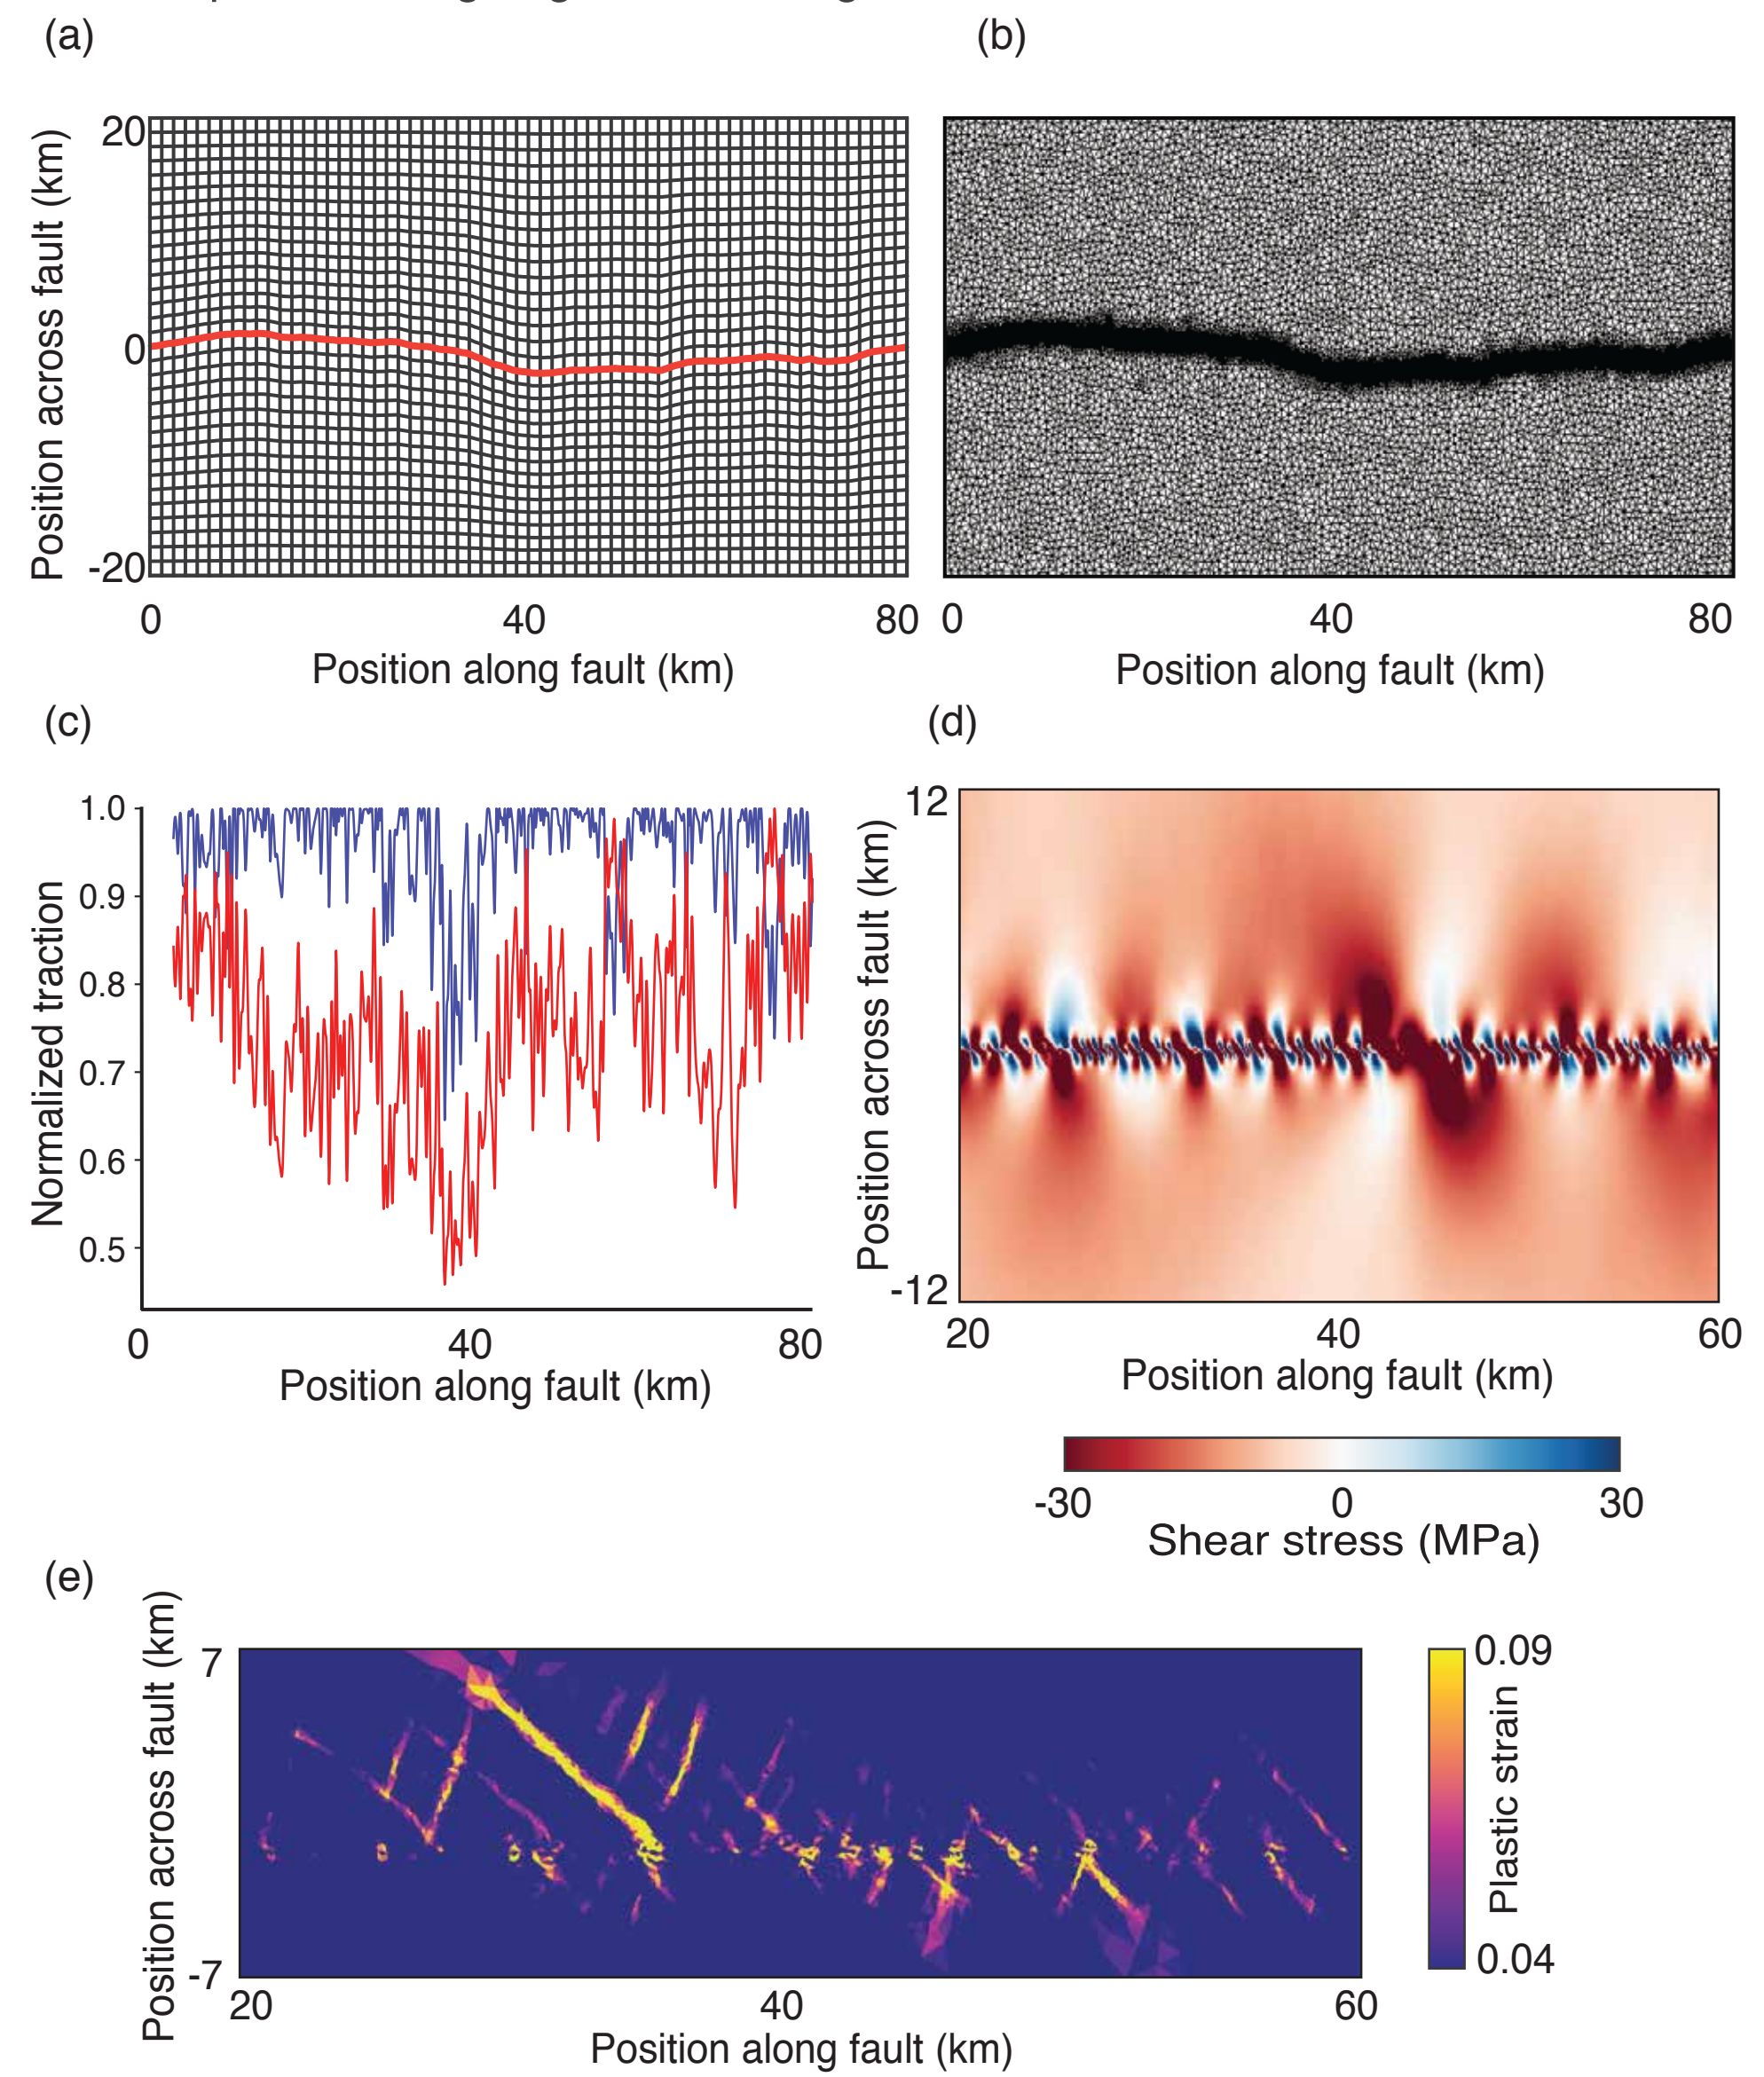 (a)
(b)
Position across fault (km)
20
0
-20
0
40
80
Position along fault (km)
0
40
80
Position along fault (km)
(c)
(d)
Normalized traction
1.0
0.9
0.8
0.7
0.6
0.5
0
40
80
Position along fault (km)
Position across fault (km)
12
-12
20
40
60
Position along fault (km)
-30
0
30
Shear stress (MPa)
(e)
Position across fault (km)
7
-7
20
40
60
Position along fault (km)
0.09
Plastic strain
0.04